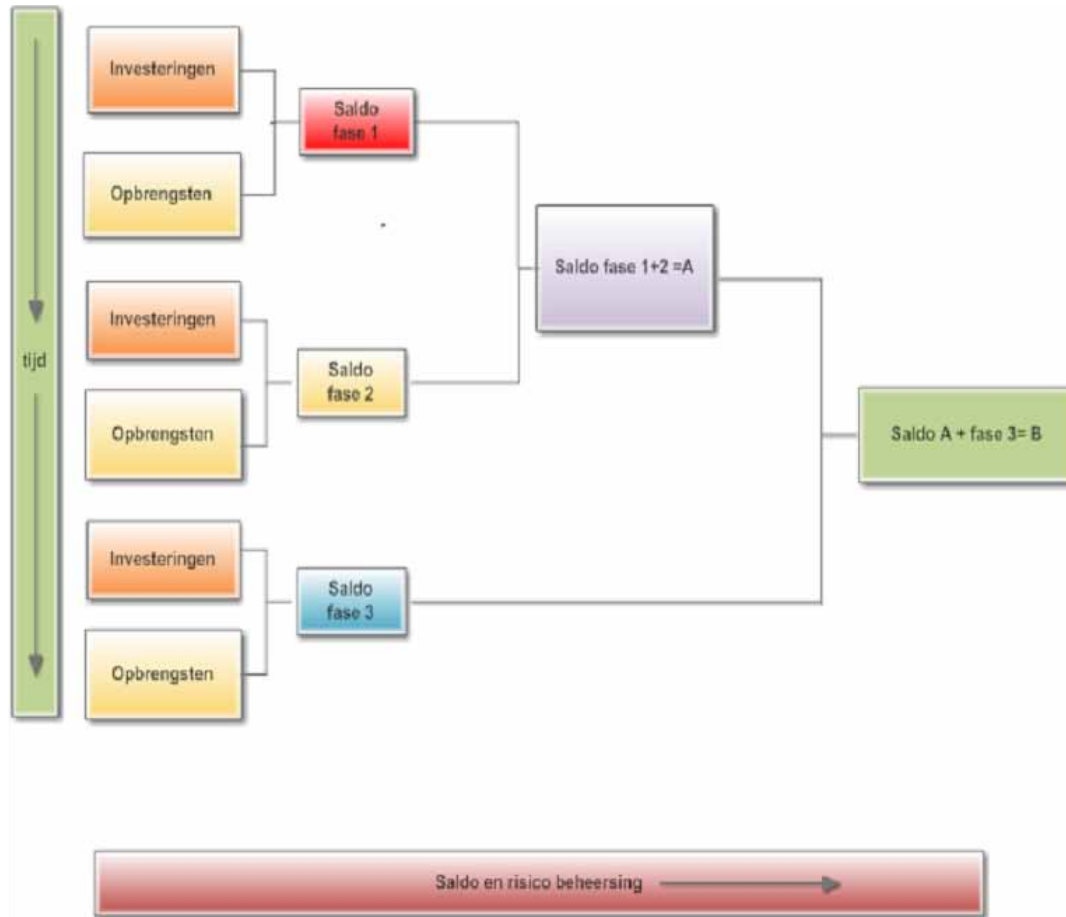 tijd
Investeringen
Opbrengsten
Saldo
fase 1
Investeringen
Opbrengsten
Saldo
fase 2
Investeringen
Opbrengsten
Saldo
fase 3
Saldo fase 1+2 =A
Saldo A + fase 3= B
Saldo en risico beheersing